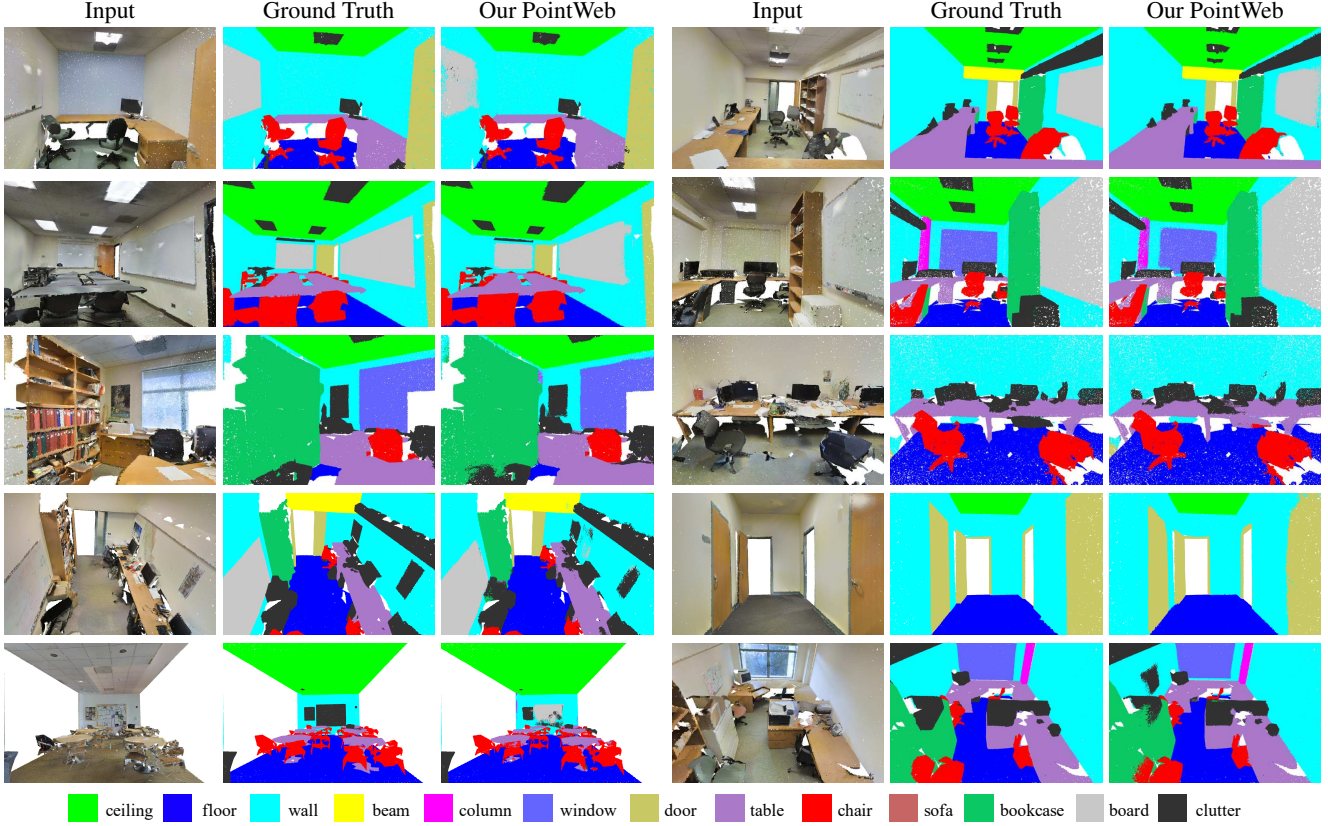 Input Ground Truth Our PointWeb Input Ground Truth Our PointWeb
ceiling floor wall beam column window door table chair sofa bookcase board clutter